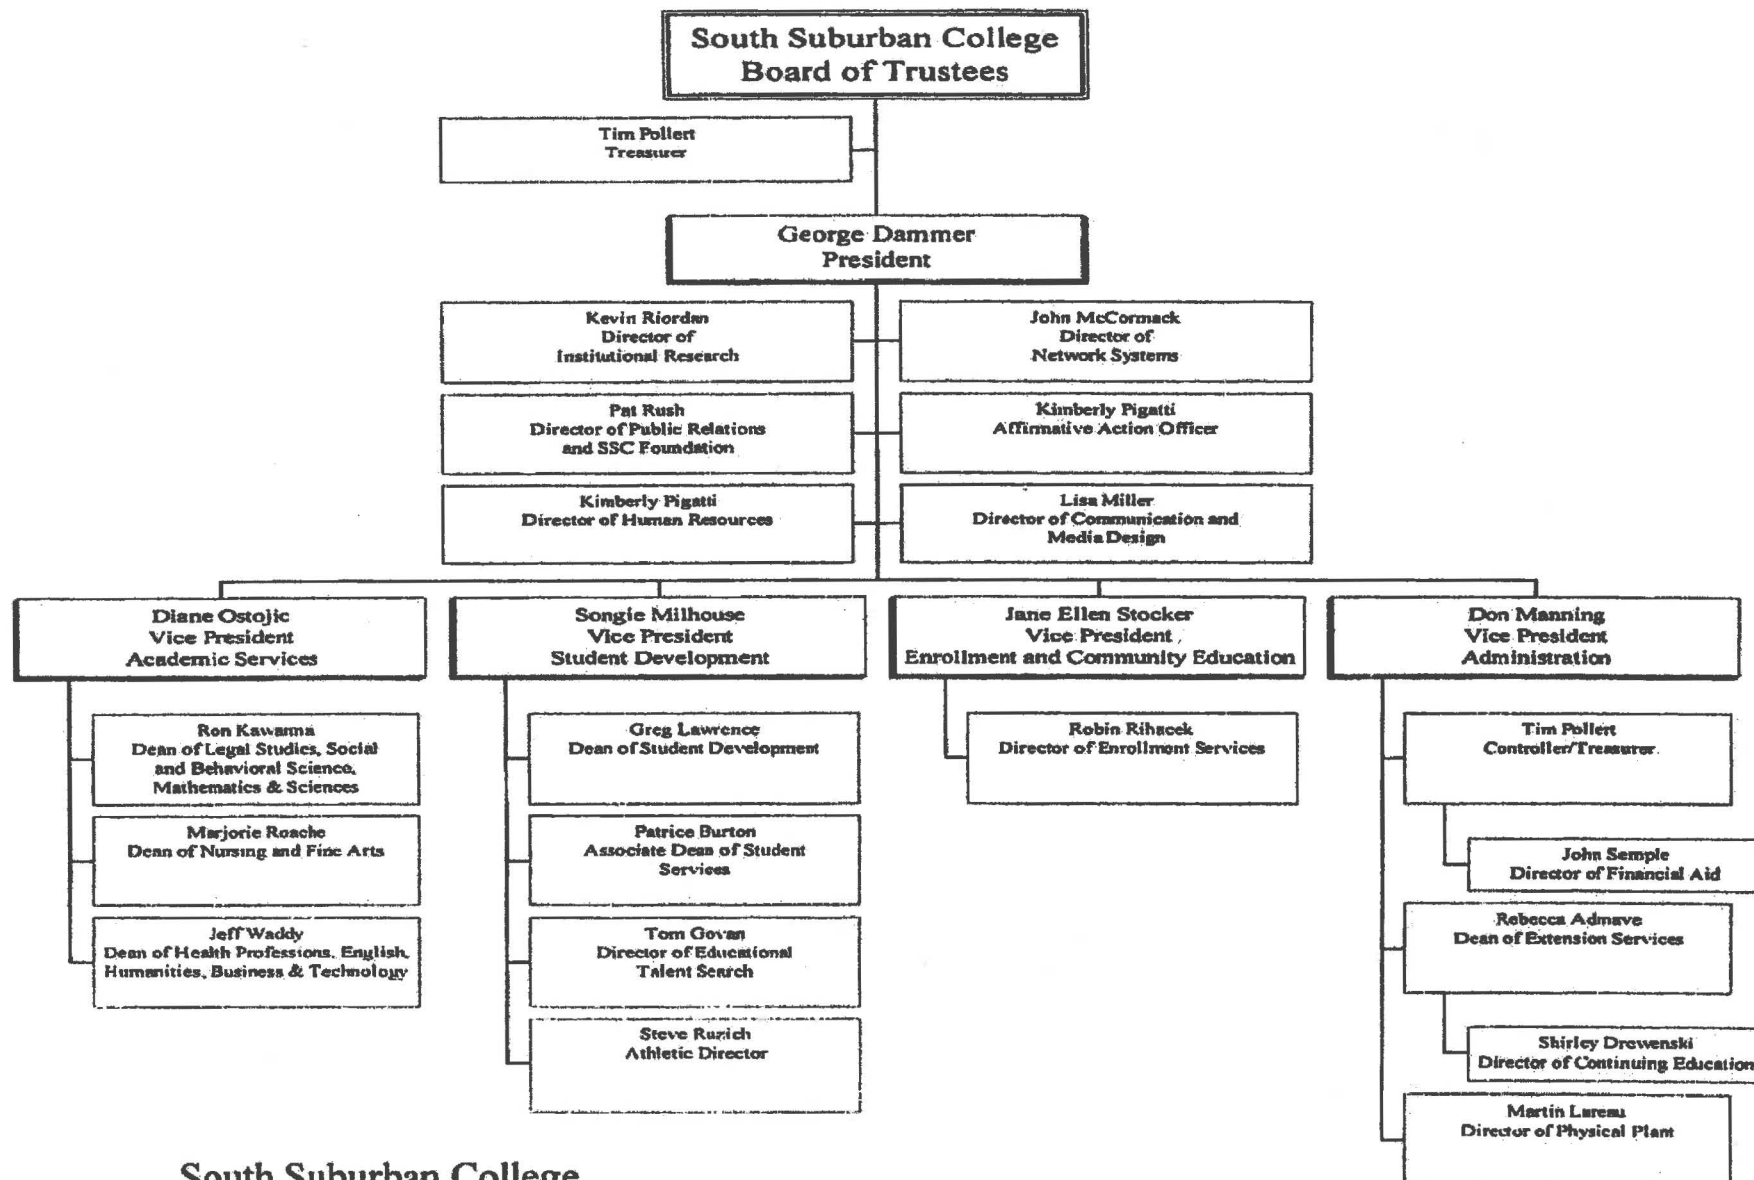 South Suburban College
Board of Trustees
Tim Pollert
Treasurer
George Dammer
President
Kevin Riordan
Director of
Institutional Research
John McCormack
Director of
Network Systems
Pat Rush
Director of Public Relations
and SSC Foundation
Kimberly Pigatti
Affirmative Action Officer
Kimberly Pigatti
Director of Human Resources
Lisa Miller
Director of Communication and
Media Design
Diane Ostojic
Vice President
Academic Services
Songie Milhouse
Vice President
Student Development
Jane Ellen Stocker
Vice President
Enrollment and Community Education
Don Manning
Vice President
Administration
Ron Kawanna
Dean of Legal Studies, Social
and Behavioral Science,
Mathematics & Sciences
Marjorie Roache
Dean of Nursing and Fine Arts
Jeff Waddy
Dean of Health Professions, English,
Humanities, Business & Technology
Greg Lawrence
Dean of Student Development
Patrice Burton
Associate Dean of Student
Services
Tom Govan
Director of Educational
Talent Search
Steve Ruzich
Athletic Director
Robin Rihacek
Director of Enrollment Services
Tim Pollert
Controller/Treasurer
John Semple
Director of Financial Aid
Rebecca Admave
Dean of Extension Services
Shirley Drewenski
Director of Continuing Education
Martin Lareau
Director of Physical Plant
South Suburban College